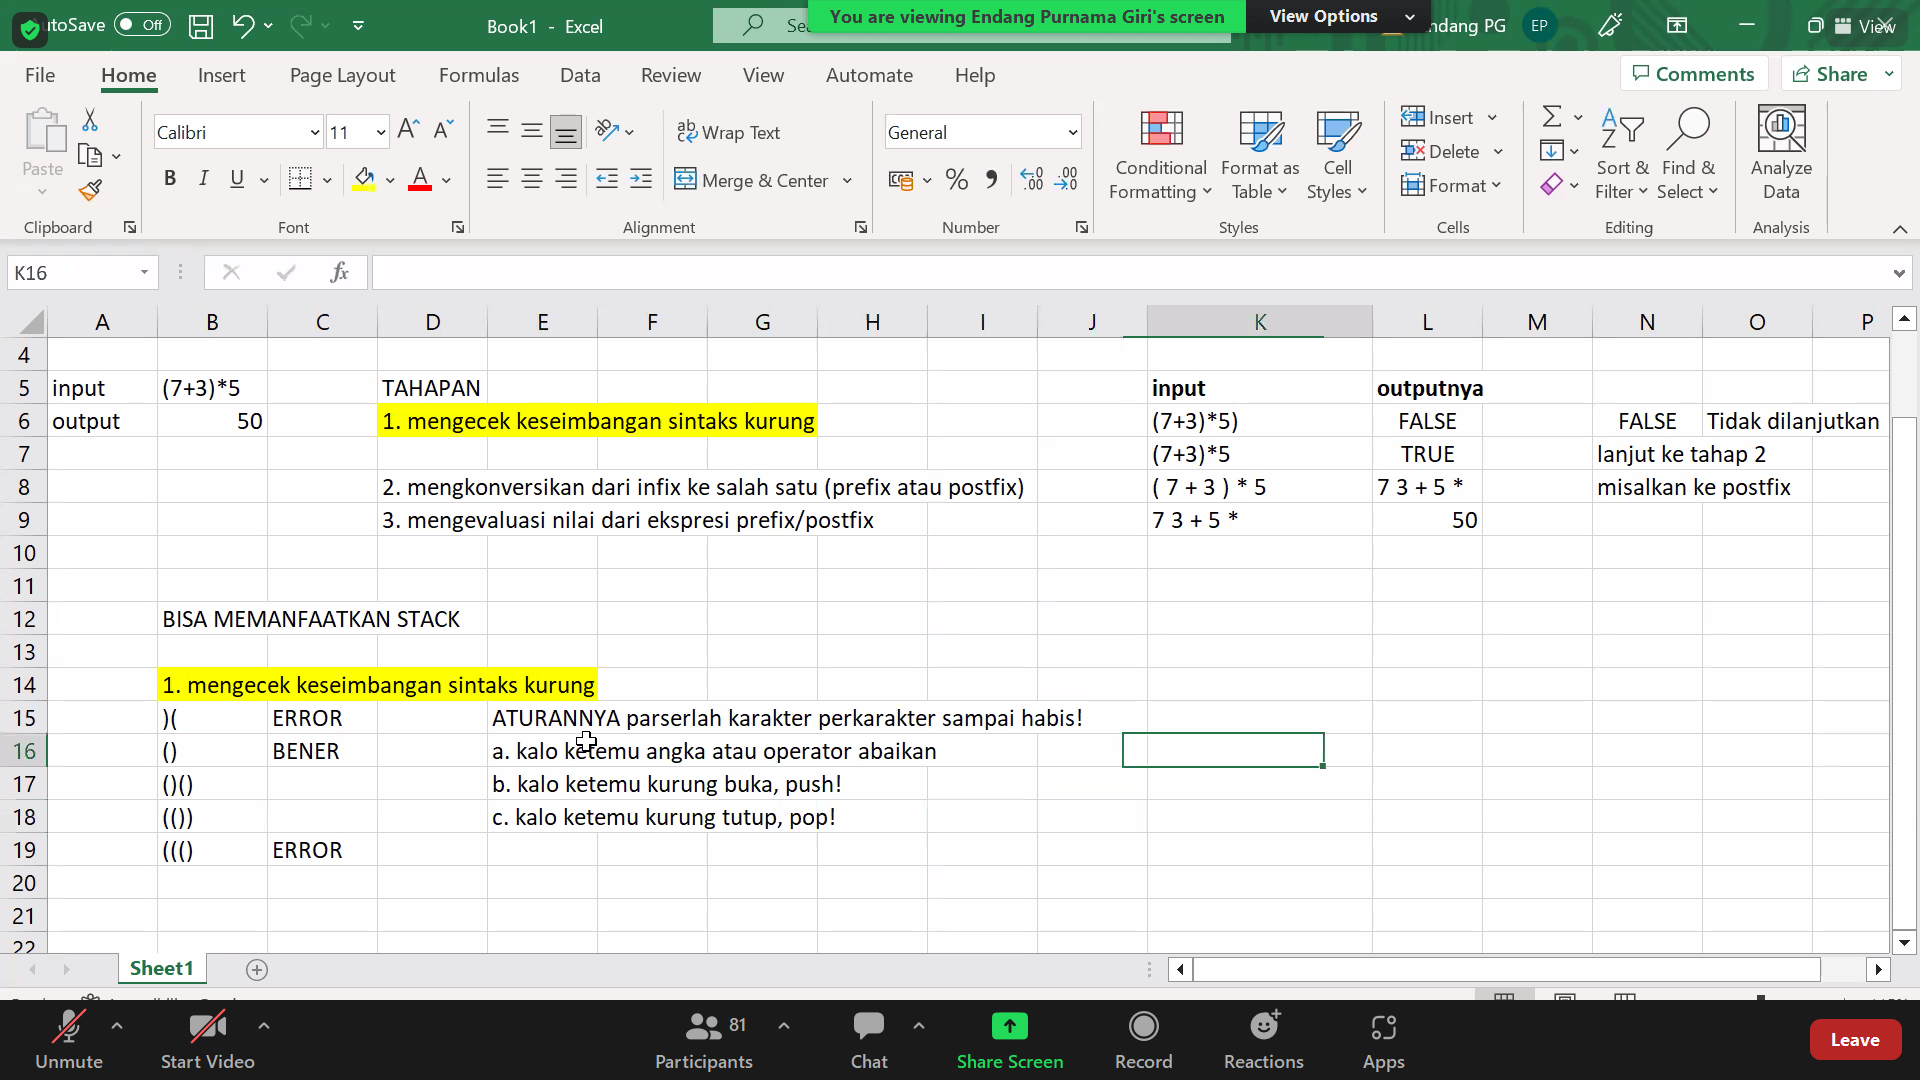 AutoSave Off
Book1 - Excel
Sea
You are viewing Endang Purnama Giri's screen
View Options
ndang PG
EP
View
File Home Insert Page Layout Formulas Data Review View Automate Help
Comments Share
Paste
Calibri 11
B I U
A
ab Wrap Text
Merge & Center
General
% 9
.00
Conditional Formatting
Format as Table
Cell Styles
Insert
Delete
Format
Sort & Filter
Find & Select
Analyze Data
Clipboard Font Alignment Number Styles Cells Editing Analysis
K16 fx
A B C D E F G H I J K L M N O P
4
5 input (7+3)*5 TAHAPAN input outputnya
6 output 50 1. mengecek keseimbangan sintaks kurung (7+3)*5) FALSE FALSE Tidak dilanjutkan
7 (7+3)*5 TRUE lanjut ke tahap 2
8 2. mengkonversikan dari infix ke salah satu (prefix atau postfix) ( 7 + 3 ) * 5 7 3 + 5 * misalkan ke postfix
9 3. mengevaluasi nilai dari ekspresi prefix/postfix 7 3 + 5 * 50
10
11
12 BISA MEMANFAATKAN STACK
13
14 1. mengecek keseimbangan sintaks kurung
15 )( ERROR ATURANNYA parserlah karakter perkarakter sampai habis!
16 () BENER a. kalo ketemu angka atau operator abaikan
17 ()() b. kalo ketemu kurung buka, push!
18 (()) c. kalo ketemu kurung tutup, pop!
19 ((() ERROR
20
21
22
Sheet1
81
Unmute Start Video Participants Chat Share Screen Record Reactions Apps Leave